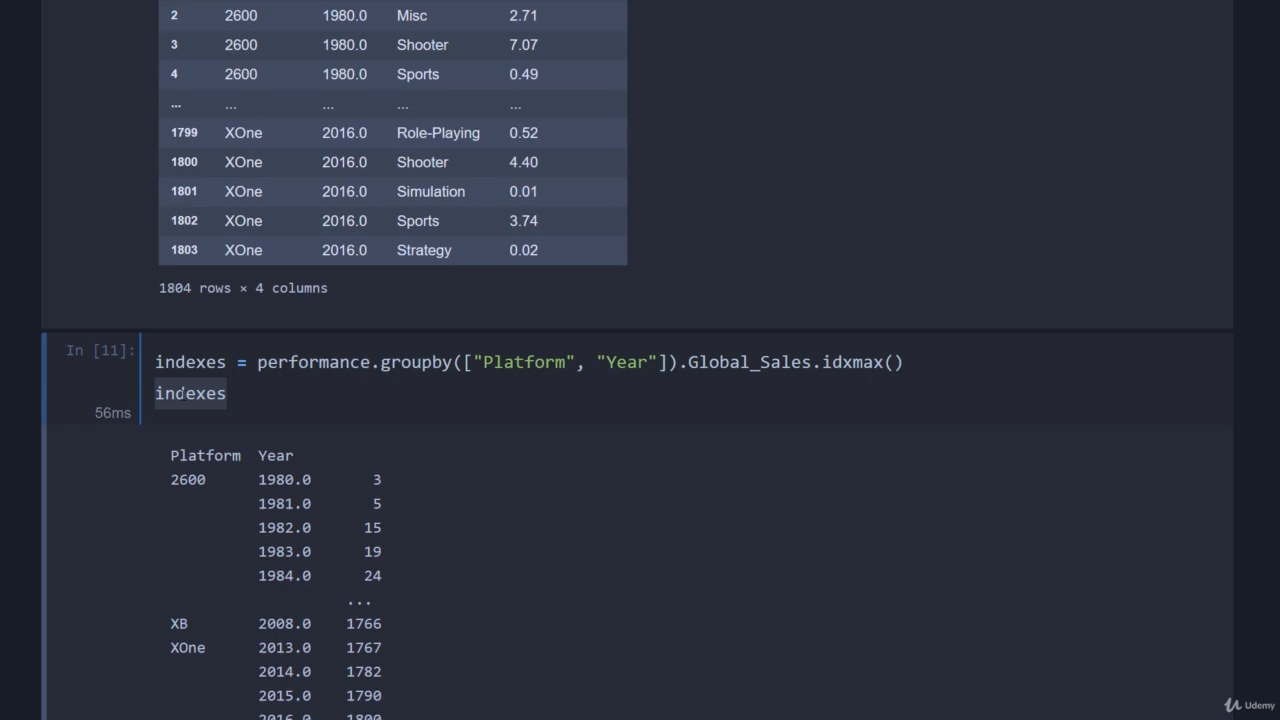 2 2600 1980.0 Misc 2.71
3 2600 1980.0 Shooter 7.07
4 2600 1980.0 Sports 0.49
... ... ... ... ...
1799 XOne 2016.0 Role-Playing 0.52
1800 XOne 2016.0 Shooter 4.40
1801 XOne 2016.0 Simulation 0.01
1802 XOne 2016.0 Sports 3.74
1803 XOne 2016.0 Strategy 0.02
1804 rows × 4 columns
In [11]: indexes = performance.groupby(["Platform", "Year"]).Global_Sales.idxmax()
indexes
56ms
Platform Year
2600 1980.0 3
1981.0 5
1982.0 15
1983.0 19
1984.0 24
...
XB 2008.0 1766
XOne 2013.0 1767
2014.0 1782
2015.0 1790
2016.0 1800
Udemy